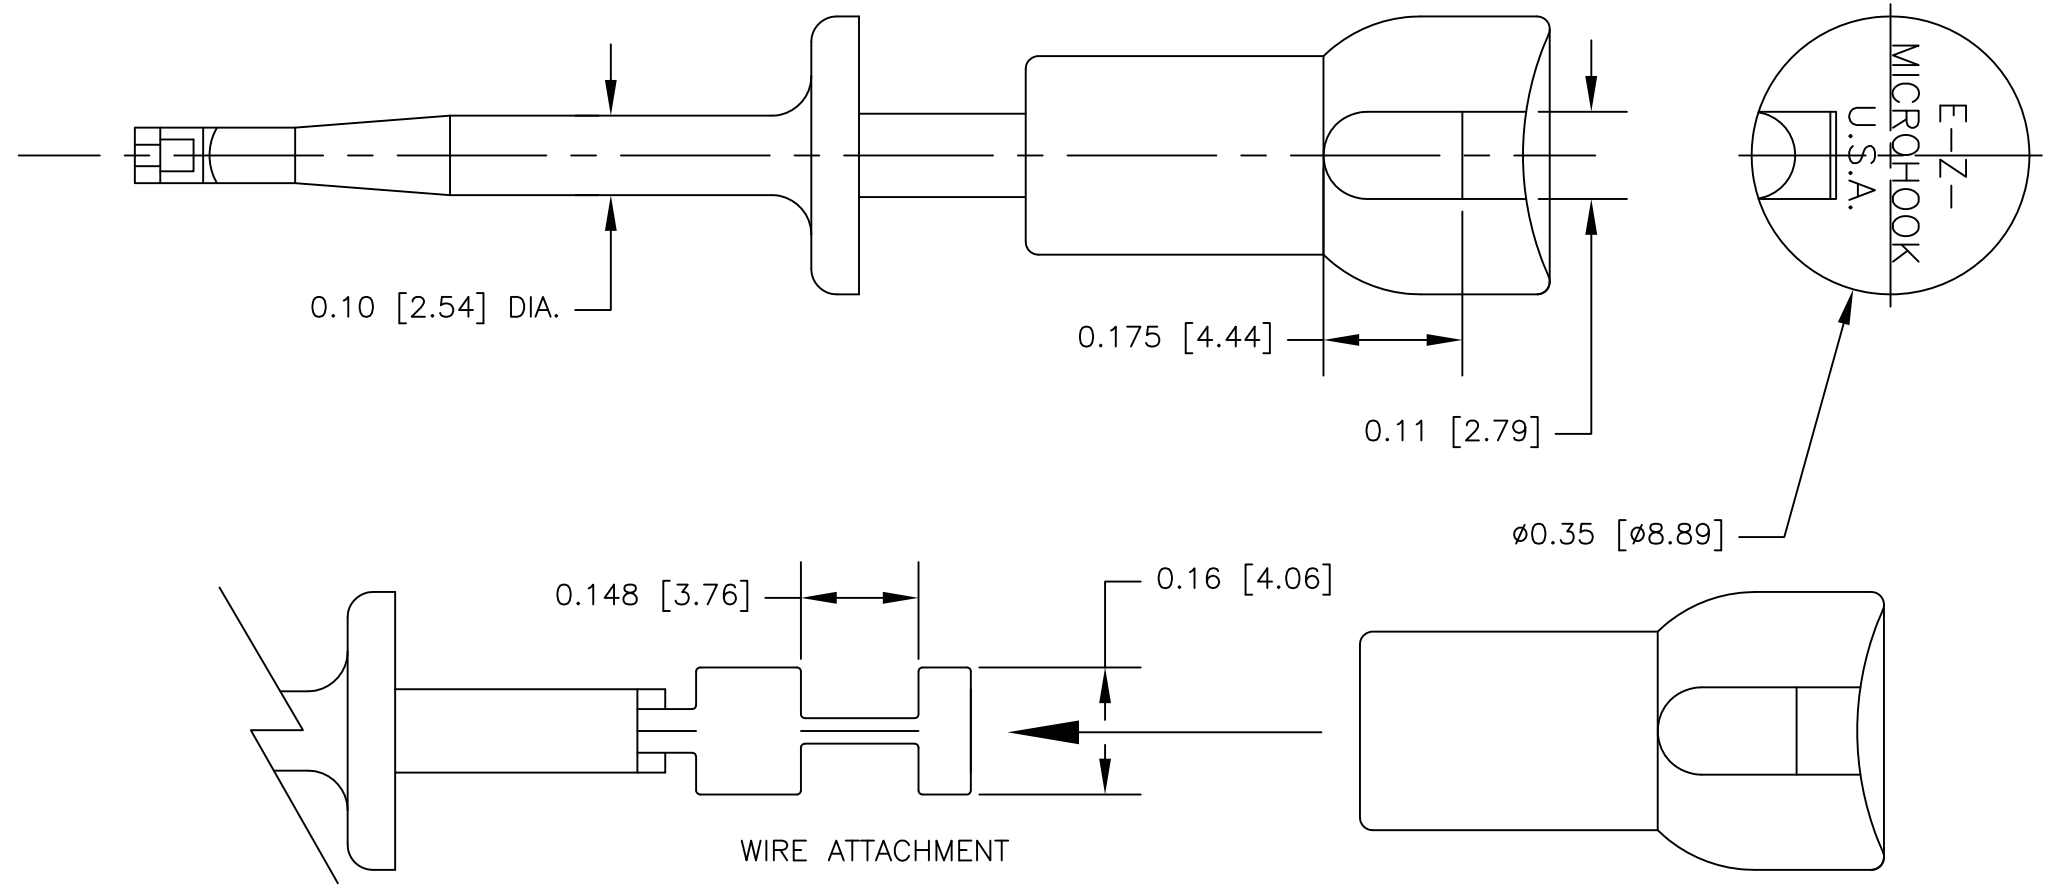 E-Z-
MICROHOOK
U.S.A.
0.10 [2.54] DIA.
0.175 [4.44]
0.11 [2.79]
ø0.35 [ø8.89]
0.148 [3.76]
0.16 [4.06]
WIRE ATTACHMENT